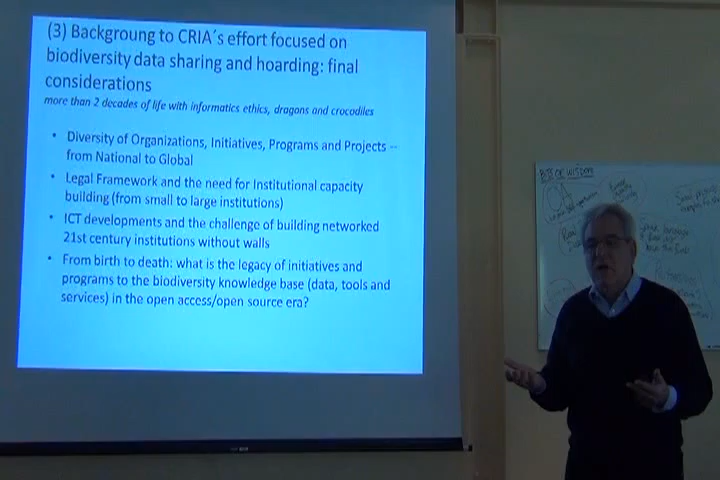 (3) Backgroung to CRIA´s effort focused on
biodiversity data sharing and hoarding: final
considerations
more than 2 decades of life with informatics ethics, dragons and crocodiles
• Diversity of Organizations, Initiatives, Programs and Projects –
from National to Global
• Legal Framework and the need for Institutional capacity
building (from small to large institutions)
• ICT developments and the challenge of building networked
21st century institutions without walls
• From birth to death: what is the legacy of initiatives and
programs to the biodiversity knowledge base (data, tools and
services) in the open access/open source era?
OF WISDOM